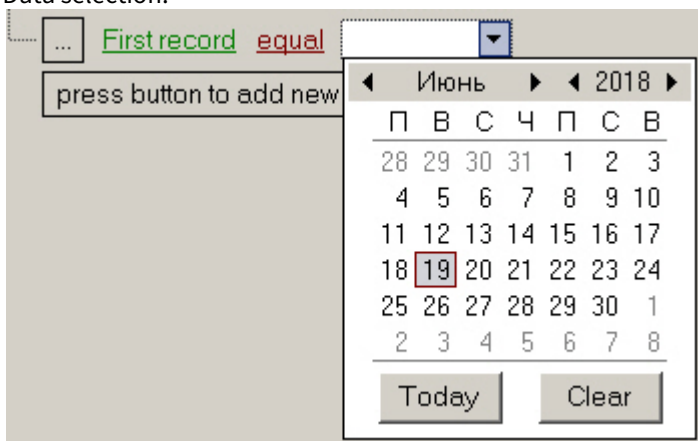 Data selection:
... First record equal
press button to add new
Июнь 2018
П В С Ч П С В
28 29 30 31 1 2 3
4 5 6 7 8 9 10
11 12 13 14 15 16 17
18 19 20 21 22 23 24
25 26 27 28 29 30 1
2 3 4 5 6 7 8
Today Clear